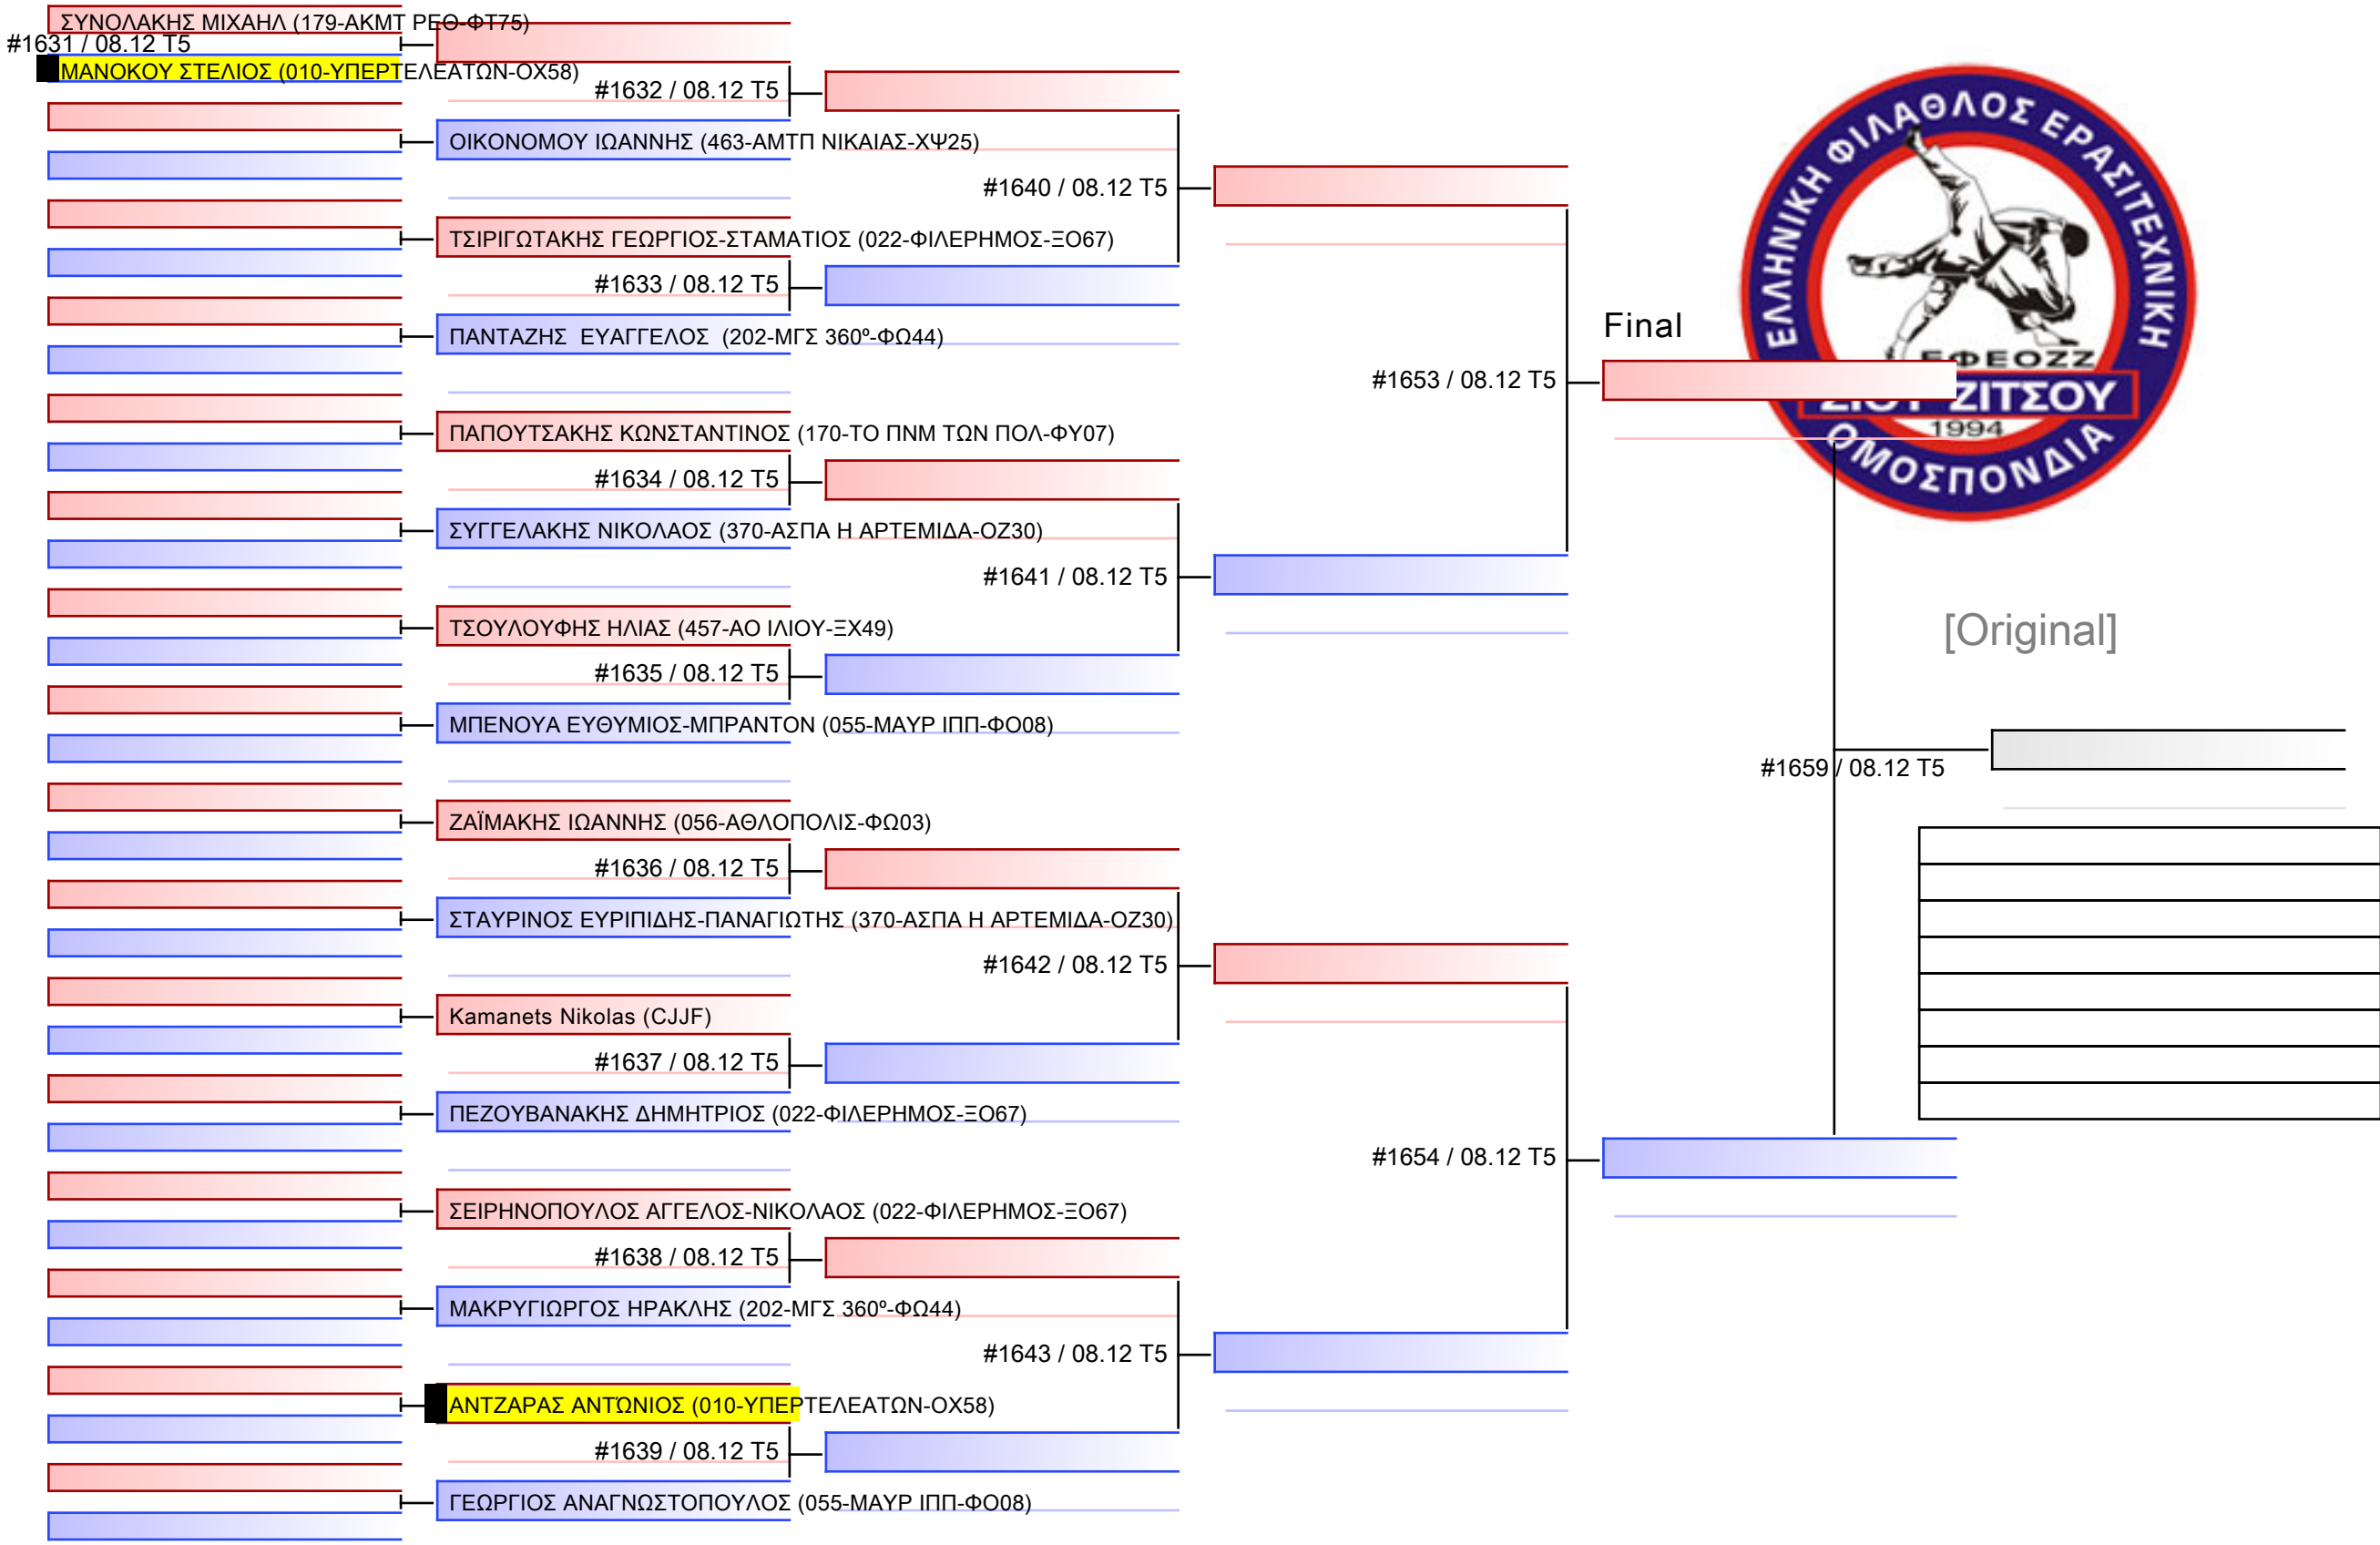 ΣΥΝΟΛΑΚΗΣ ΜΙΧΑΗΛ (179-ΑΚΜΤ ΡΕΘ-ΦΤ75)
#1631 / 08.12 T5
ΜΑΝΟΚΟΥ ΣΤΕΛΙΟΣ (010-ΥΠΕΡΤΕΛΕΑΤΩΝ-ΟΧ58)
#1632 / 08.12 T5
ΟΙΚΟΝΟΜΟΥ ΙΩΑΝΝΗΣ (463-ΑΜΤΠ ΝΙΚΑΙΑΣ-ΧΨ25)
#1640 / 08.12 T5
ΤΣΙΡΙΓΩΤΑΚΗΣ ΓΕΩΡΓΙΟΣ-ΣΤΑΜΑΤΙΟΣ (022-ΦΙΛΕΡΗΜΟΣ-ΞΟ67)
#1633 / 08.12 T5
ΠΑΝΤΑΖΗΣ ΕΥΑΓΓΕΛΟΣ (202-ΜΓΣ 360º-ΦΩ44)
Final
#1653 / 08.12 T5
ΠΑΠΟΥΤΣΑΚΗΣ ΚΩΝΣΤΑΝΤΙΝΟΣ (170-ΤΟ ΠΝΜ ΤΩΝ ΠΟΛ-ΦΥ07)
#1634 / 08.12 T5
ΣΥΓΓΕΛΑΚΗΣ ΝΙΚΟΛΑΟΣ (370-ΑΣΠΑ Η ΑΡΤΕΜΙΔΑ-ΟΖ30)
#1641 / 08.12 T5
ΤΣΟΥΛΟΥΦΗΣ ΗΛΙΑΣ (457-ΑΟ ΙΛΙΟΥ-ΞΧ49)
#1635 / 08.12 T5
ΜΠΕΝΟΥΑ ΕΥΘΥΜΙΟΣ-ΜΠΡΑΝΤΟΝ (055-ΜΑΥΡ ΙΠΠ-ΦΟ08)
ΖΑΪΜΑΚΗΣ ΙΩΑΝΝΗΣ (056-ΑΘΛΟΠΟΛΙΣ-ΦΩ03)
#1636 / 08.12 T5
ΣΤΑΥΡΙΝΟΣ ΕΥΡΙΠΙΔΗΣ-ΠΑΝΑΓΙΩΤΗΣ (370-ΑΣΠΑ Η ΑΡΤΕΜΙΔΑ-ΟΖ30)
#1642 / 08.12 T5
Kamanets Nikolas (CJJF)
#1637 / 08.12 T5
ΠΕΖΟΥΒΑΝΑΚΗΣ ΔΗΜΗΤΡΙΟΣ (022-ΦΙΛΕΡΗΜΟΣ-ΞΟ67)
#1654 / 08.12 T5
ΣΕΙΡΗΝΟΠΟΥΛΟΣ ΑΓΓΕΛΟΣ-ΝΙΚΟΛΑΟΣ (022-ΦΙΛΕΡΗΜΟΣ-ΞΟ67)
#1638 / 08.12 T5
ΜΑΚΡΥΓΙΩΡΓΟΣ ΗΡΑΚΛΗΣ (202-ΜΓΣ 360º-ΦΩ44)
#1643 / 08.12 T5
ΑΝΤΖΑΡΑΣ ΑΝΤΏΝΙΟΣ (010-ΥΠΕΡΤΕΛΕΑΤΩΝ-ΟΧ58)
#1639 / 08.12 T5
ΓΕΩΡΓΙΟΣ ΑΝΑΓΝΩΣΤΟΠΟΥΛΟΣ (055-ΜΑΥΡ ΙΠΠ-ΦΟ08)
ΕΛΛΗΝΙΚΗ ΦΙΛΑΘΛΟΣ ΕΡΑΣΙΤΕΧΝΙΚΗ
ΕΦΕΟΖΖ
ΖΙΤΣΟΥ
1994
ΟΜΟΣΠΟΝΔΙΑ
[Original]
#1659 / 08.12 T5